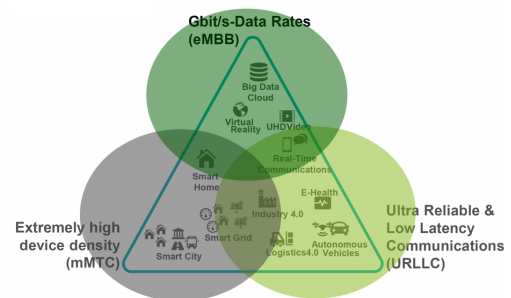 Gbit/s-Data Rates
(eMBB)
Big Data
Cloud
Virtual
Reality
UHDVideo
Real-Time
Communications
Smart
Home
E-Health
Industry 4.0
Smart Grid
Smart City
Logistics4.0
Autonomous
Vehicles
Extremely high
device density
(mMTC)
Ultra Reliable &
Low Latency
Communications
(URLLC)